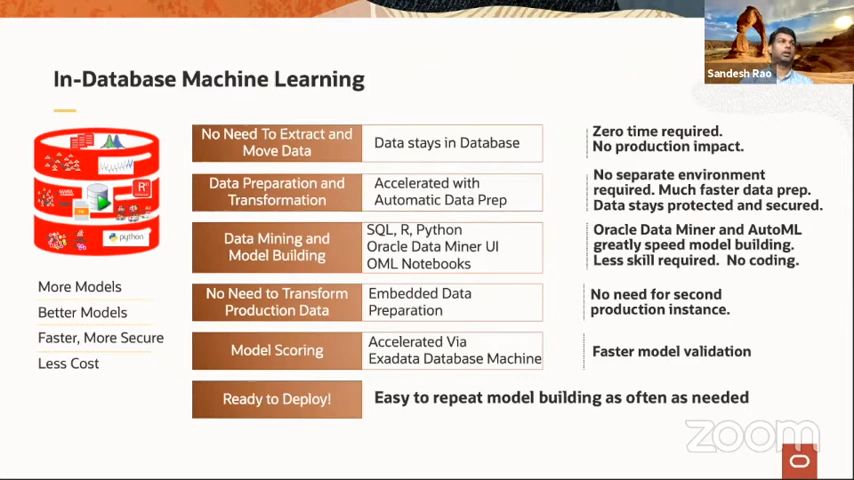 Sandesh Rao
In-Database Machine Learning
No Need To Extract and
Move Data
Data stays in Database
Zero time required.
No production impact.
Data Preparation and
Transformation
Accelerated with
Automatic Data Prep
No separate environment
required. Much faster data prep.
Data stays protected and secured.
Data Mining and
Model Building
SQL, R, Python
Oracle Data Miner UI
OML Notebooks
Oracle Data Miner and AutoML
greatly speed model building.
Less skill required. No coding.
No Need to Transform
Production Data
Embedded Data
Preparation
No need for second
production instance.
Model Scoring
Accelerated Via
Exadata Database Machine
Faster model validation
Ready to Deploy!
Easy to repeat model building as often as needed
R
python
More Models
Better Models
Faster, More Secure
Less Cost
zoom